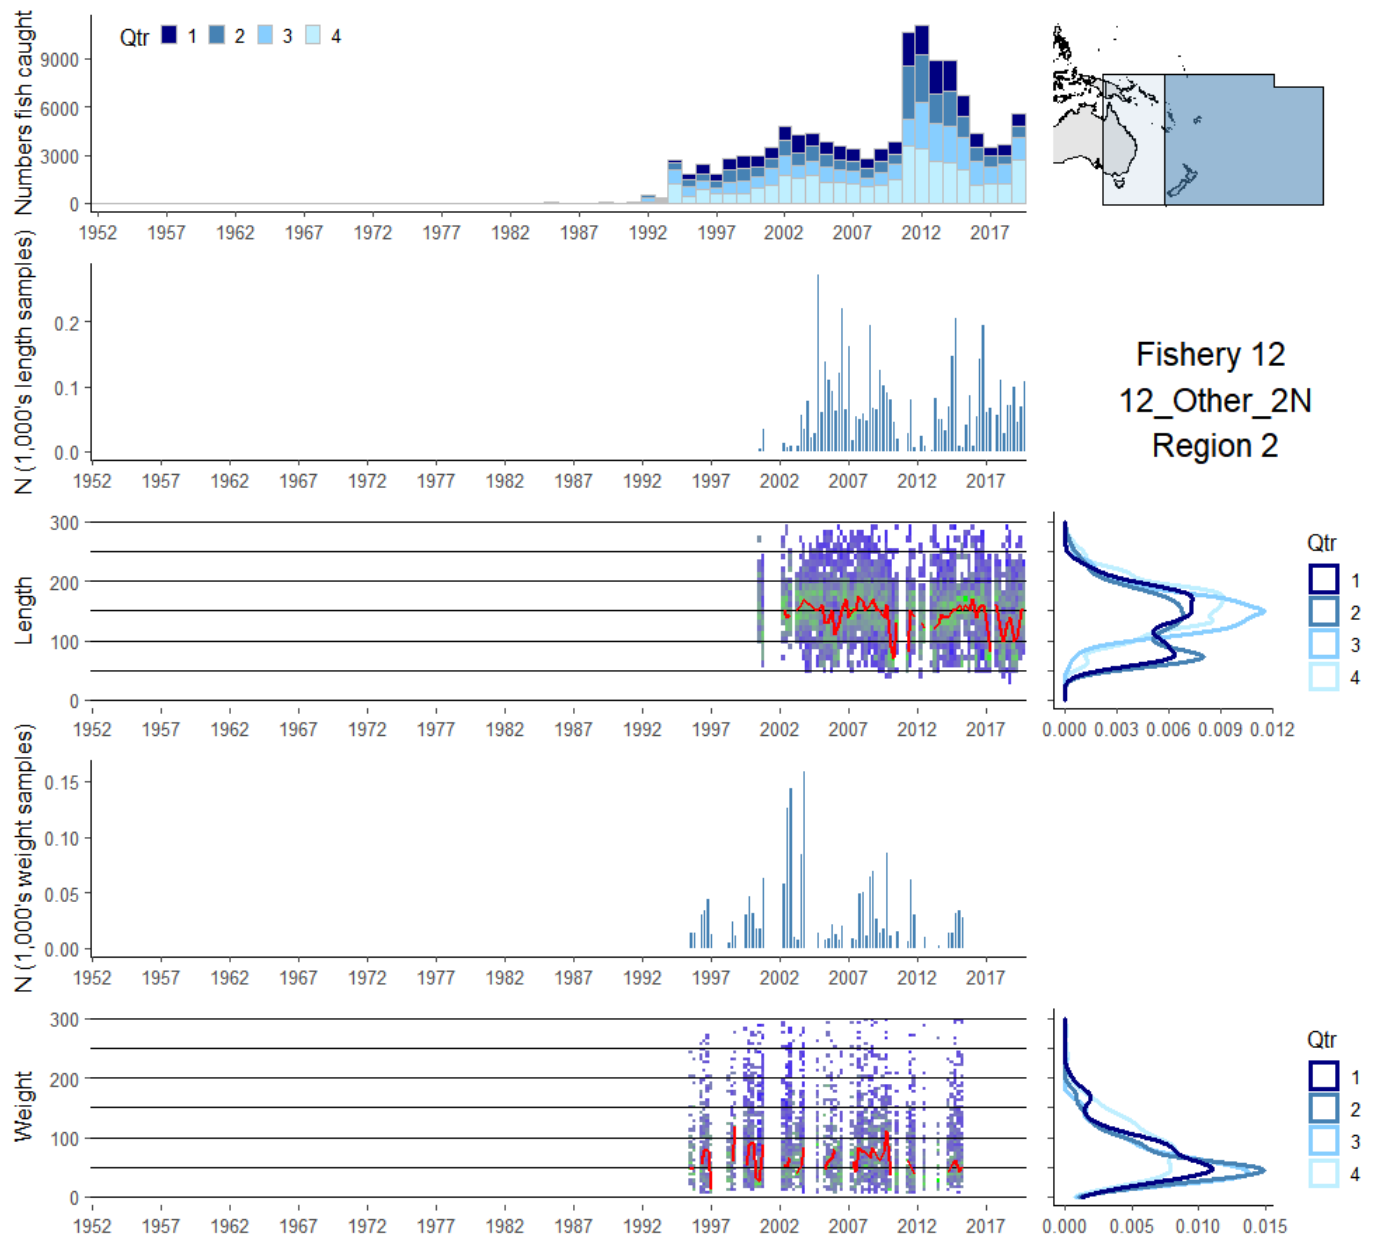 Numbers fish caught
Qtr 1 2 3 4
9000
6000
3000
0
1952 1957 1962 1967 1972 1977 1982 1987 1992 1997 2002 2007 2012 2017
N (1,000's length samples)
0.2
0.1
0.0
1952 1957 1962 1967 1972 1977 1982 1987 1992 1997 2002 2007 2012 2017
Fishery 12
12_Other_2N
Region 2
Length
300
200
100
0
1952 1957 1962 1967 1972 1977 1982 1987 1992 1997 2002 2007 2012 2017
0.000 0.003 0.006 0.009 0.012
Qtr
1
2
3
4
N (1,000's weight samples)
0.15
0.10
0.05
0.00
1952 1957 1962 1967 1972 1977 1982 1987 1992 1997 2002 2007 2012 2017
Weight
300
200
100
0
1952 1957 1962 1967 1972 1977 1982 1987 1992 1997 2002 2007 2012 2017
0.000 0.005 0.010 0.015
Qtr
1
2
3
4